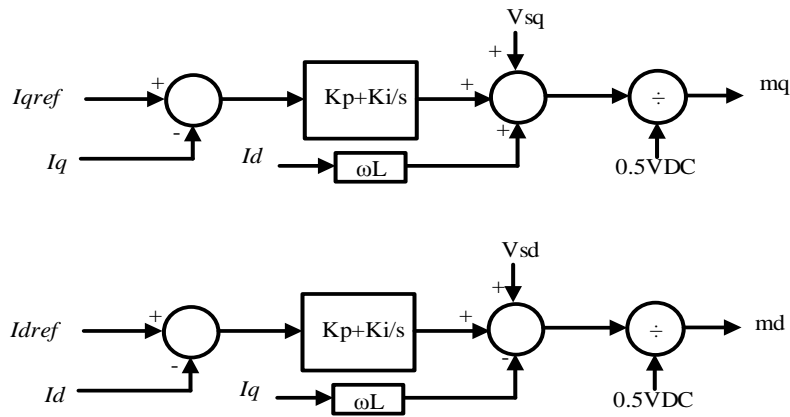 Vsq
+
+
Iqref
Kp+Ki/s
+
÷
mq
-
+
Iq
Id
ωL
0.5VDC
Vsd
+
+
Idref
Kp+Ki/s
+
÷
md
-
-
Id
Iq
ωL
0.5VDC